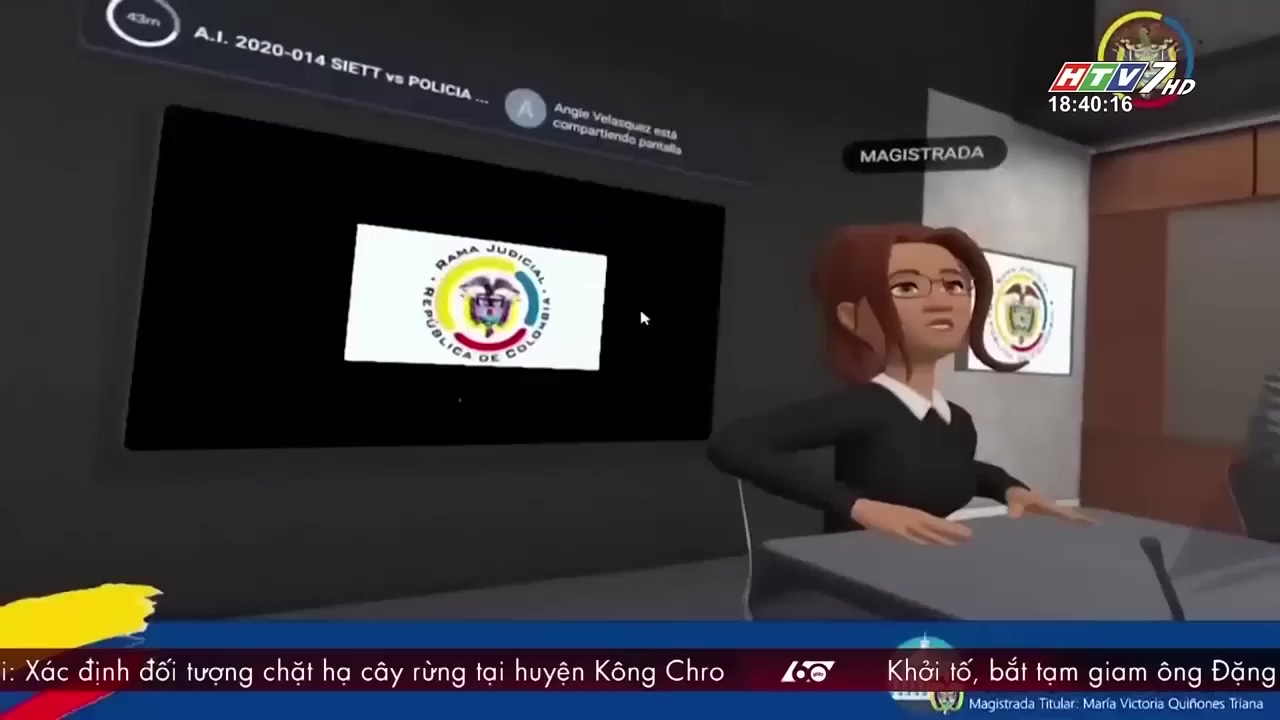 43m
A.I. 2020-014 SIETT vs POLICIA ...
A
Angie Velasquez está
compartiendo pantalla
HTV7HD
18:40:16
MAGISTRADA
RAMA JUDICIAL
REPÚBLICA DE COLOMBIA
i: Xác định đối tượng chặt hạ cây rừng tại huyện Kông Chro
60
Khởi tố, bắt tạm giam ông Đặng
Magistrada Titular: María Victoria Quiñones Triana